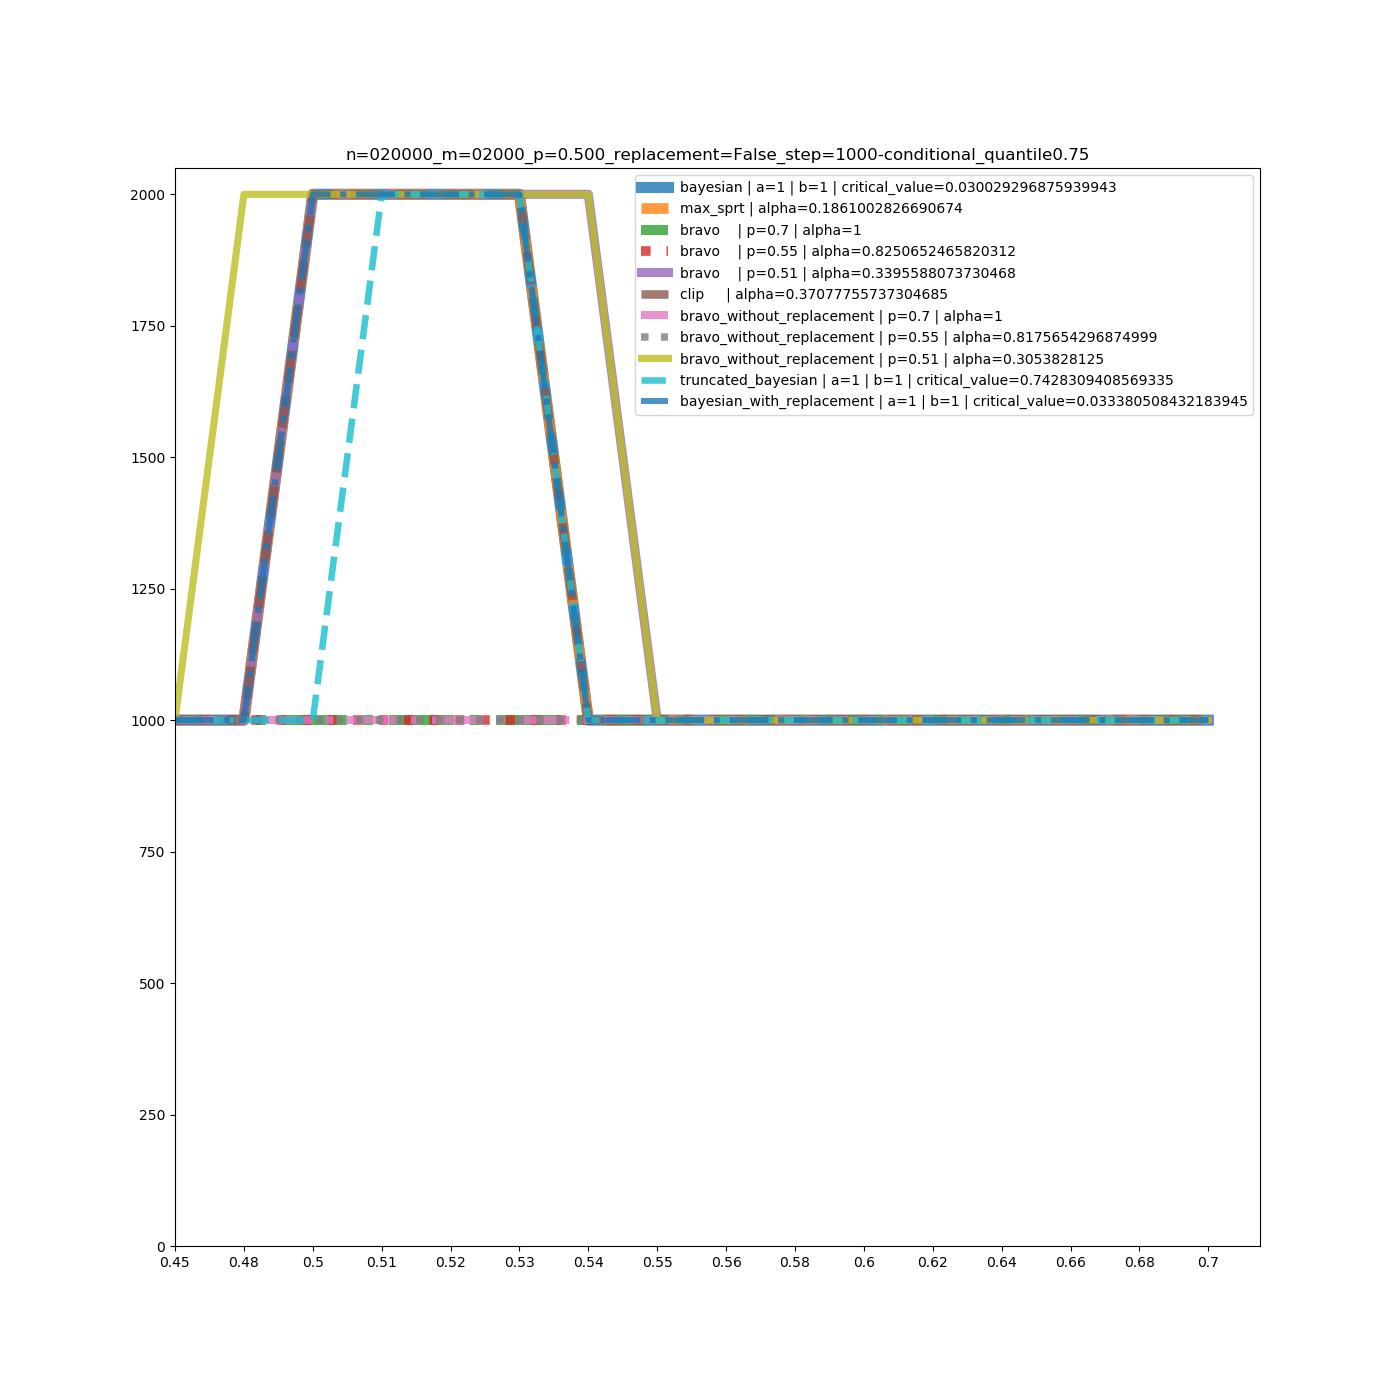 n=020000_m=02000_p=0.500_replacement=False_step=1000-conditional_quantile0.75
bayesian | a=1 | b=1 | critical_value=0.030029296875939943
max_sprt | alpha=0.1861002826690674
bravo | p=0.7 | alpha=1
bravo | p=0.55 | alpha=0.8250652465820312
bravo | p=0.51 | alpha=0.3395588073730468
clip | alpha=0.37077755737304685
bravo_without_replacement | p=0.7 | alpha=1
bravo_without_replacement | p=0.55 | alpha=0.8175654296874999
bravo_without_replacement | p=0.51 | alpha=0.3053828125
truncated_bayesian | a=1 | b=1 | critical_value=0.7428309408569335
bayesian_with_replacement | a=1 | b=1 | critical_value=0.033380508432183945
2000
1750
1500
1250
1000
750
500
250
0
0.45 0.48 0.5 0.51 0.52 0.53 0.54 0.55 0.56 0.58 0.6 0.62 0.64 0.66 0.68 0.7